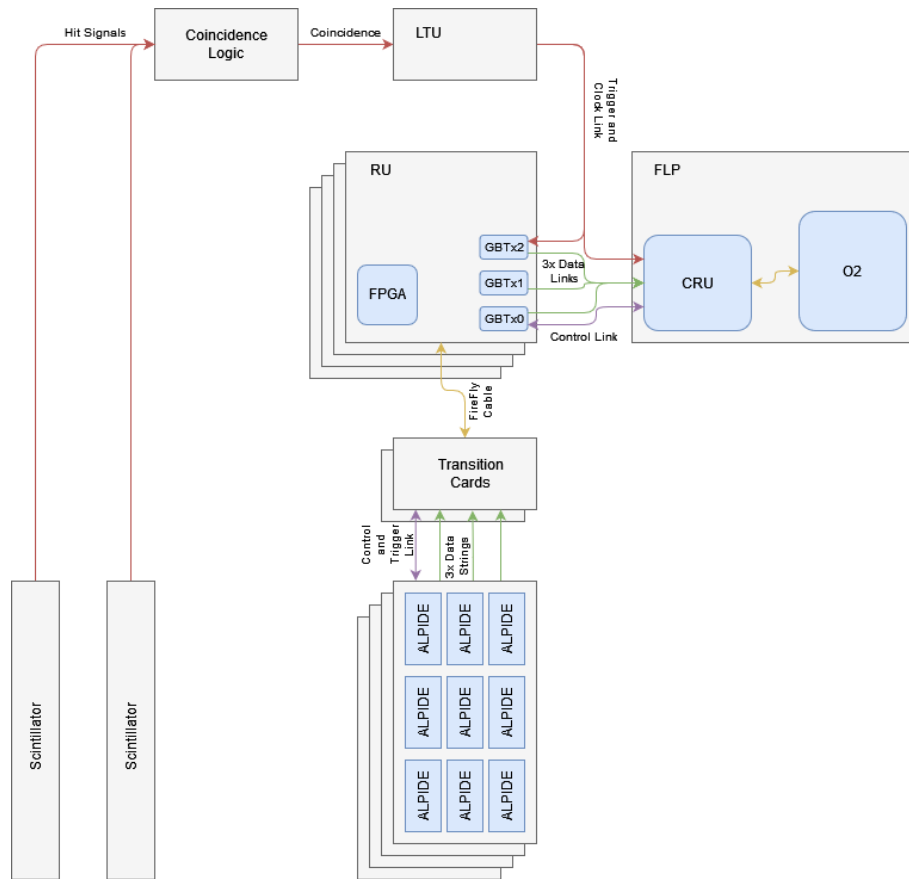 Hit Signals
Coincidence
Logic
Coincidence
LTU
Trigger and
Clock Link
RU
FLP
GBTx2
3x Data
Links
GBTx1
FPGA
GBTx0
Control Link
CRU
O2
FireFly
Cable
Transition
Cards
Control
and
Trigger
Link
3x Data
Strings
ALPIDE
ALPIDE
ALPIDE
ALPIDE
ALPIDE
ALPIDE
ALPIDE
ALPIDE
ALPIDE
Scintillator
Scintillator